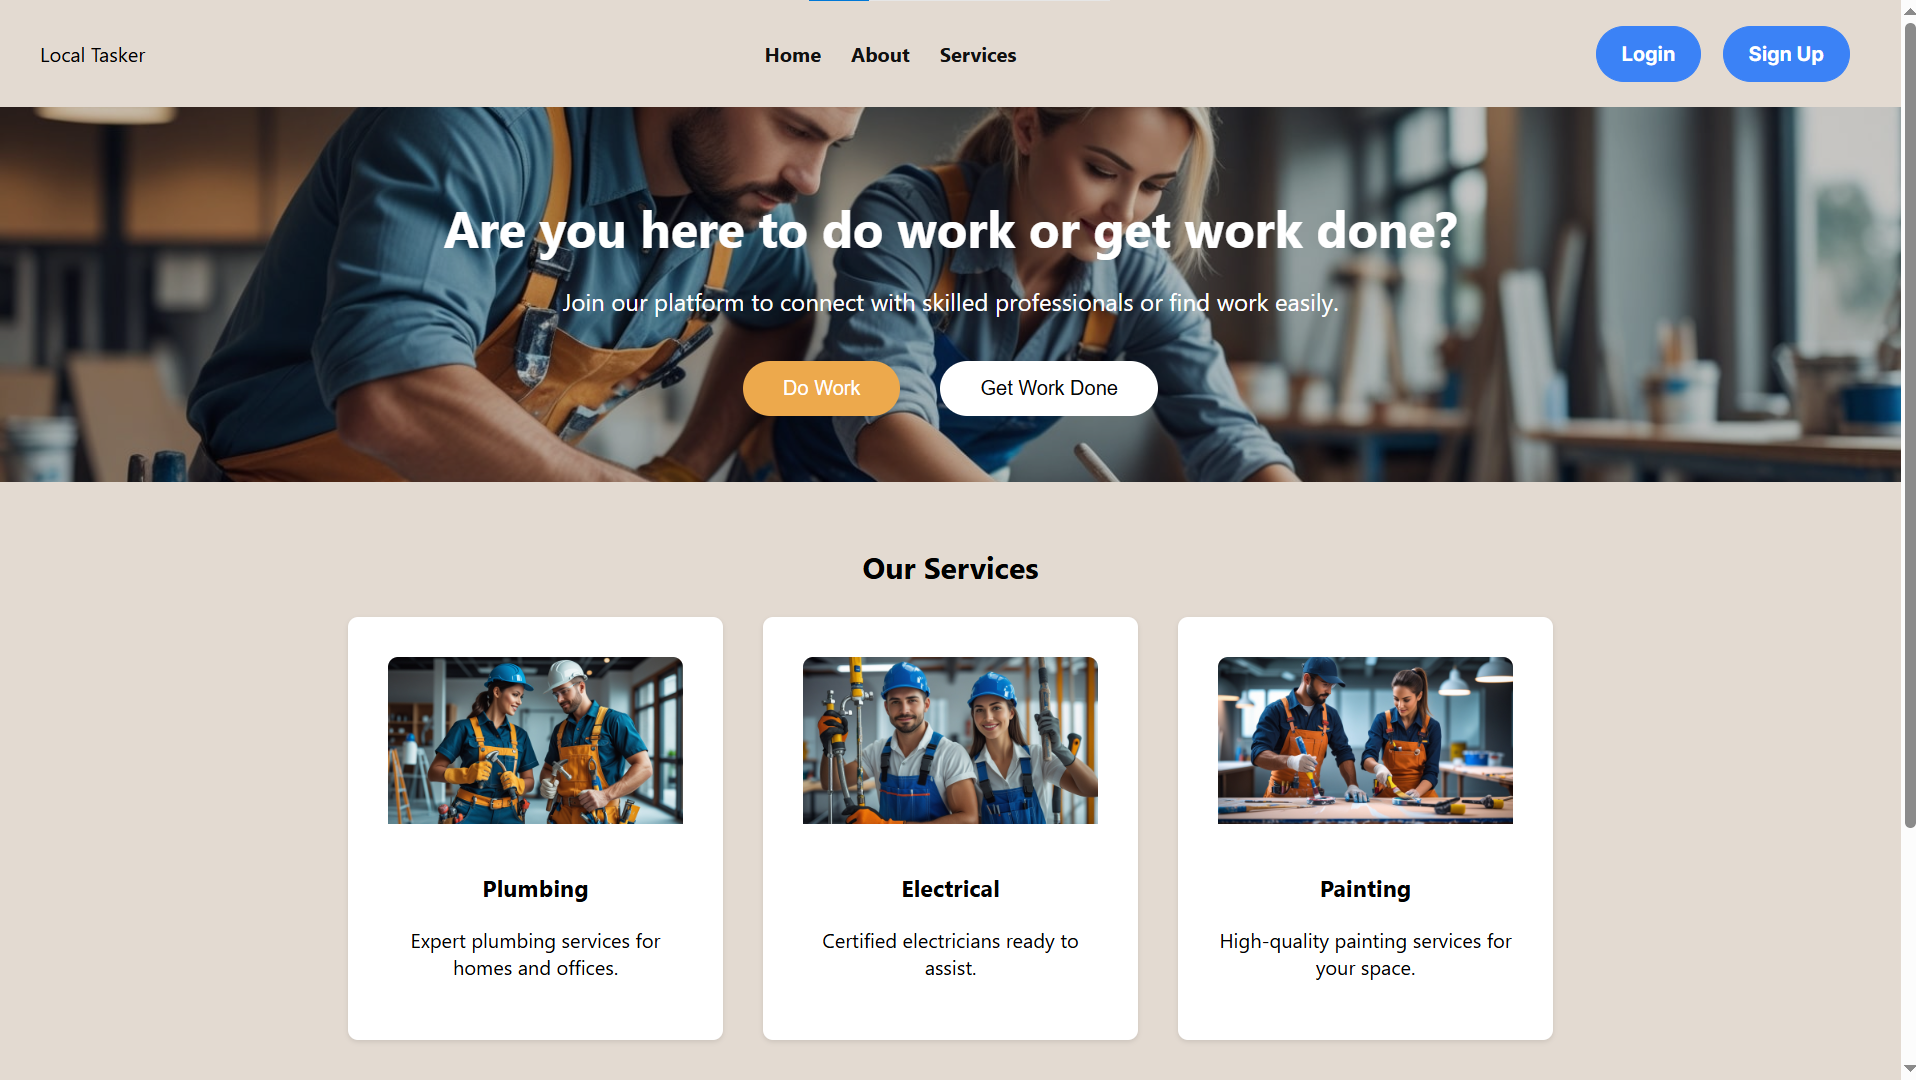 Local Tasker
Home About Services
Login Sign Up
Are you here to do work or get work done?
Join our platform to connect with skilled professionals or find work easily.
Do Work Get Work Done
Our Services
Plumbing
Expert plumbing services for
homes and offices.
Electrical
Certified electricians ready to
assist.
Painting
High-quality painting services for
your space.